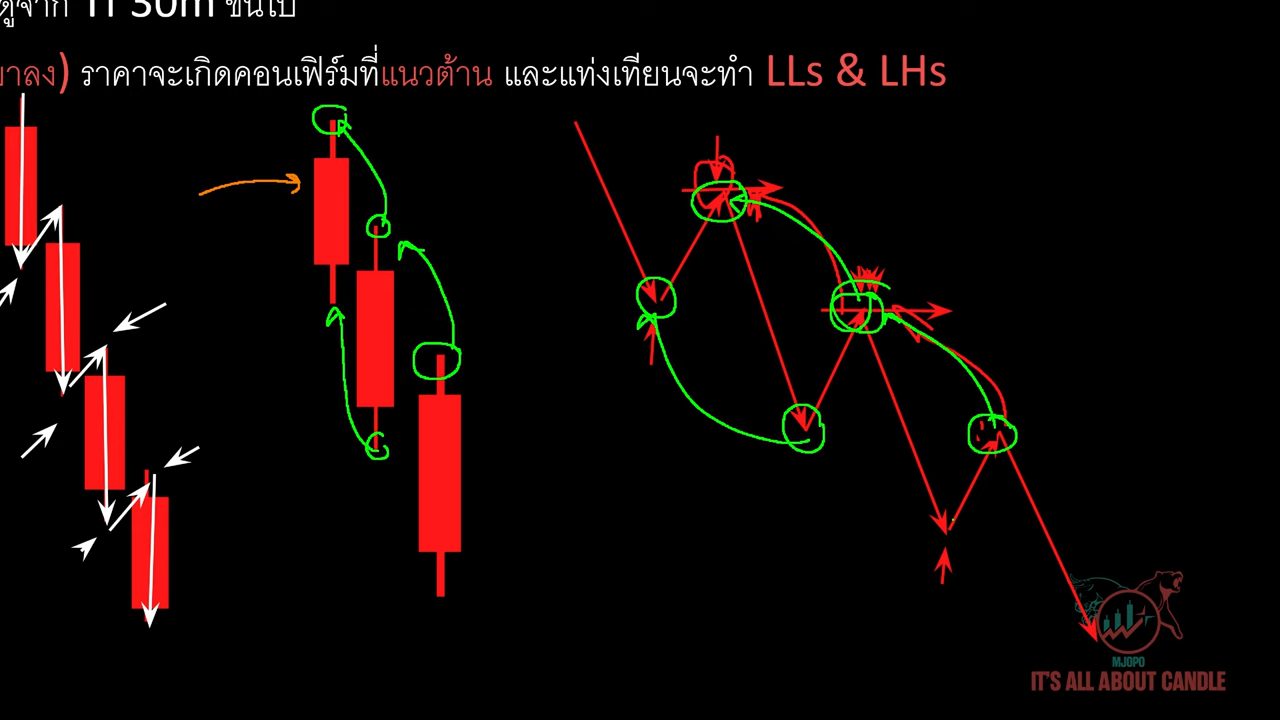 ดูจาก TF 30m ขึ้นไป
ขาลง) ราคาจะเกิดคอนเฟิร์มที่แนวต้าน และแท่งเทียนจะทำ LLs & LHs
MJOPO
IT'S ALL ABOUT CANDLE